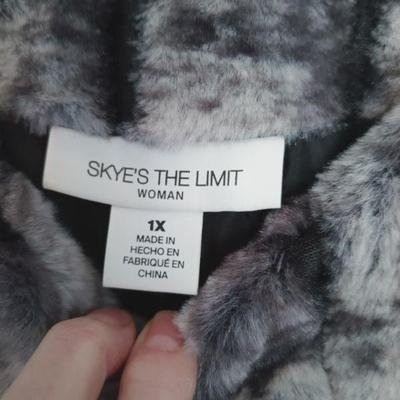 SKYE'S THE LIMIT
WOMAN
1X
MADE IN
HECHO EN
FABRIQUÉ EN
CHINA